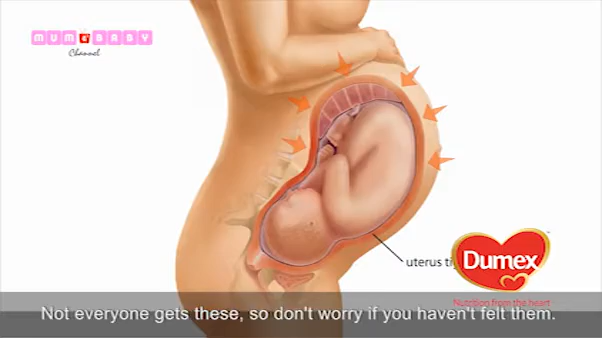 MUM BABY
Channel
uterus ti
Dumex
Nutrition from the heart
Not everyone gets these, so don't worry if you haven't felt them.